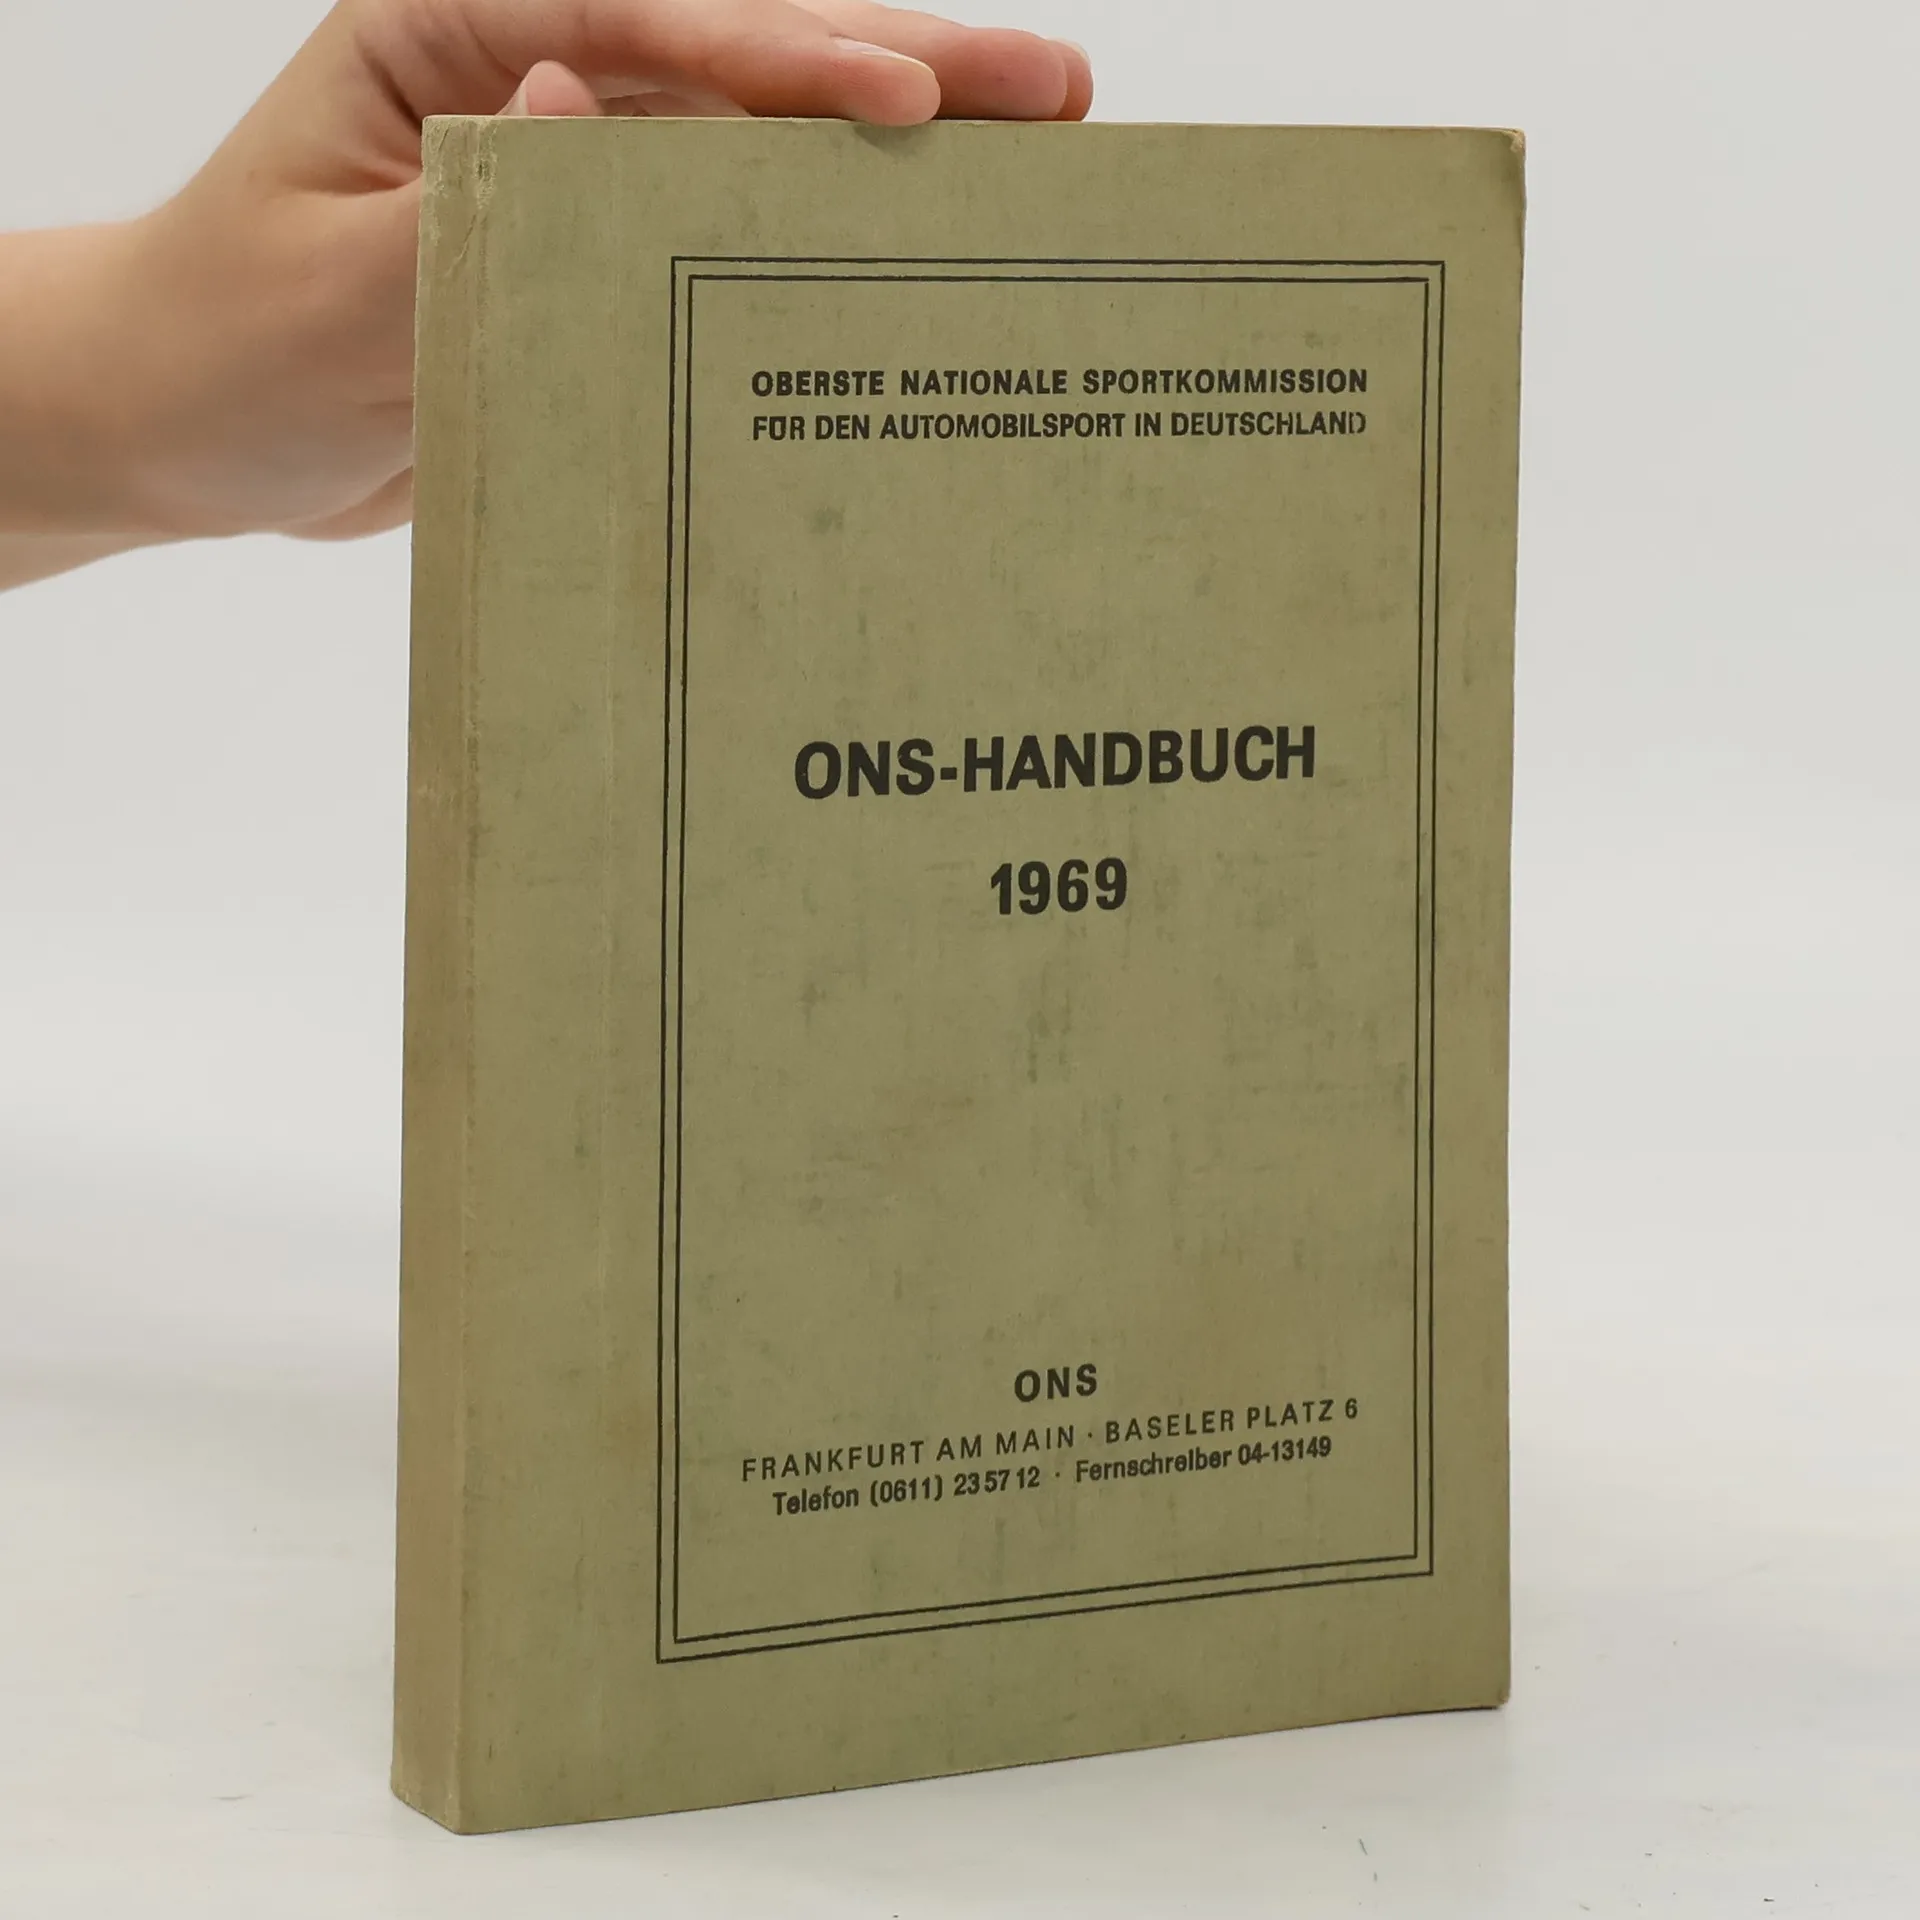 OBERSTE NATIONALE SPORTKOMMISSION
FÜR DEN AUTOMOBILSPORT IN DEUTSCHLAND
ONS-HANDBUCH
1969
ONS
FRANKFURT AM MAIN · BASELER PLATZ 6
Telefon (0611) 23 57 12 · Fernschreiber 04-13149